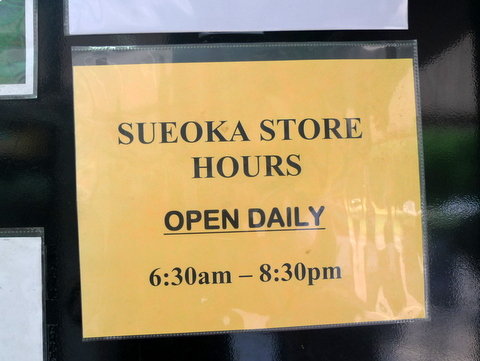 SUEOKA STORE
HOURS
OPEN DAILY
6:30am – 8:30pm